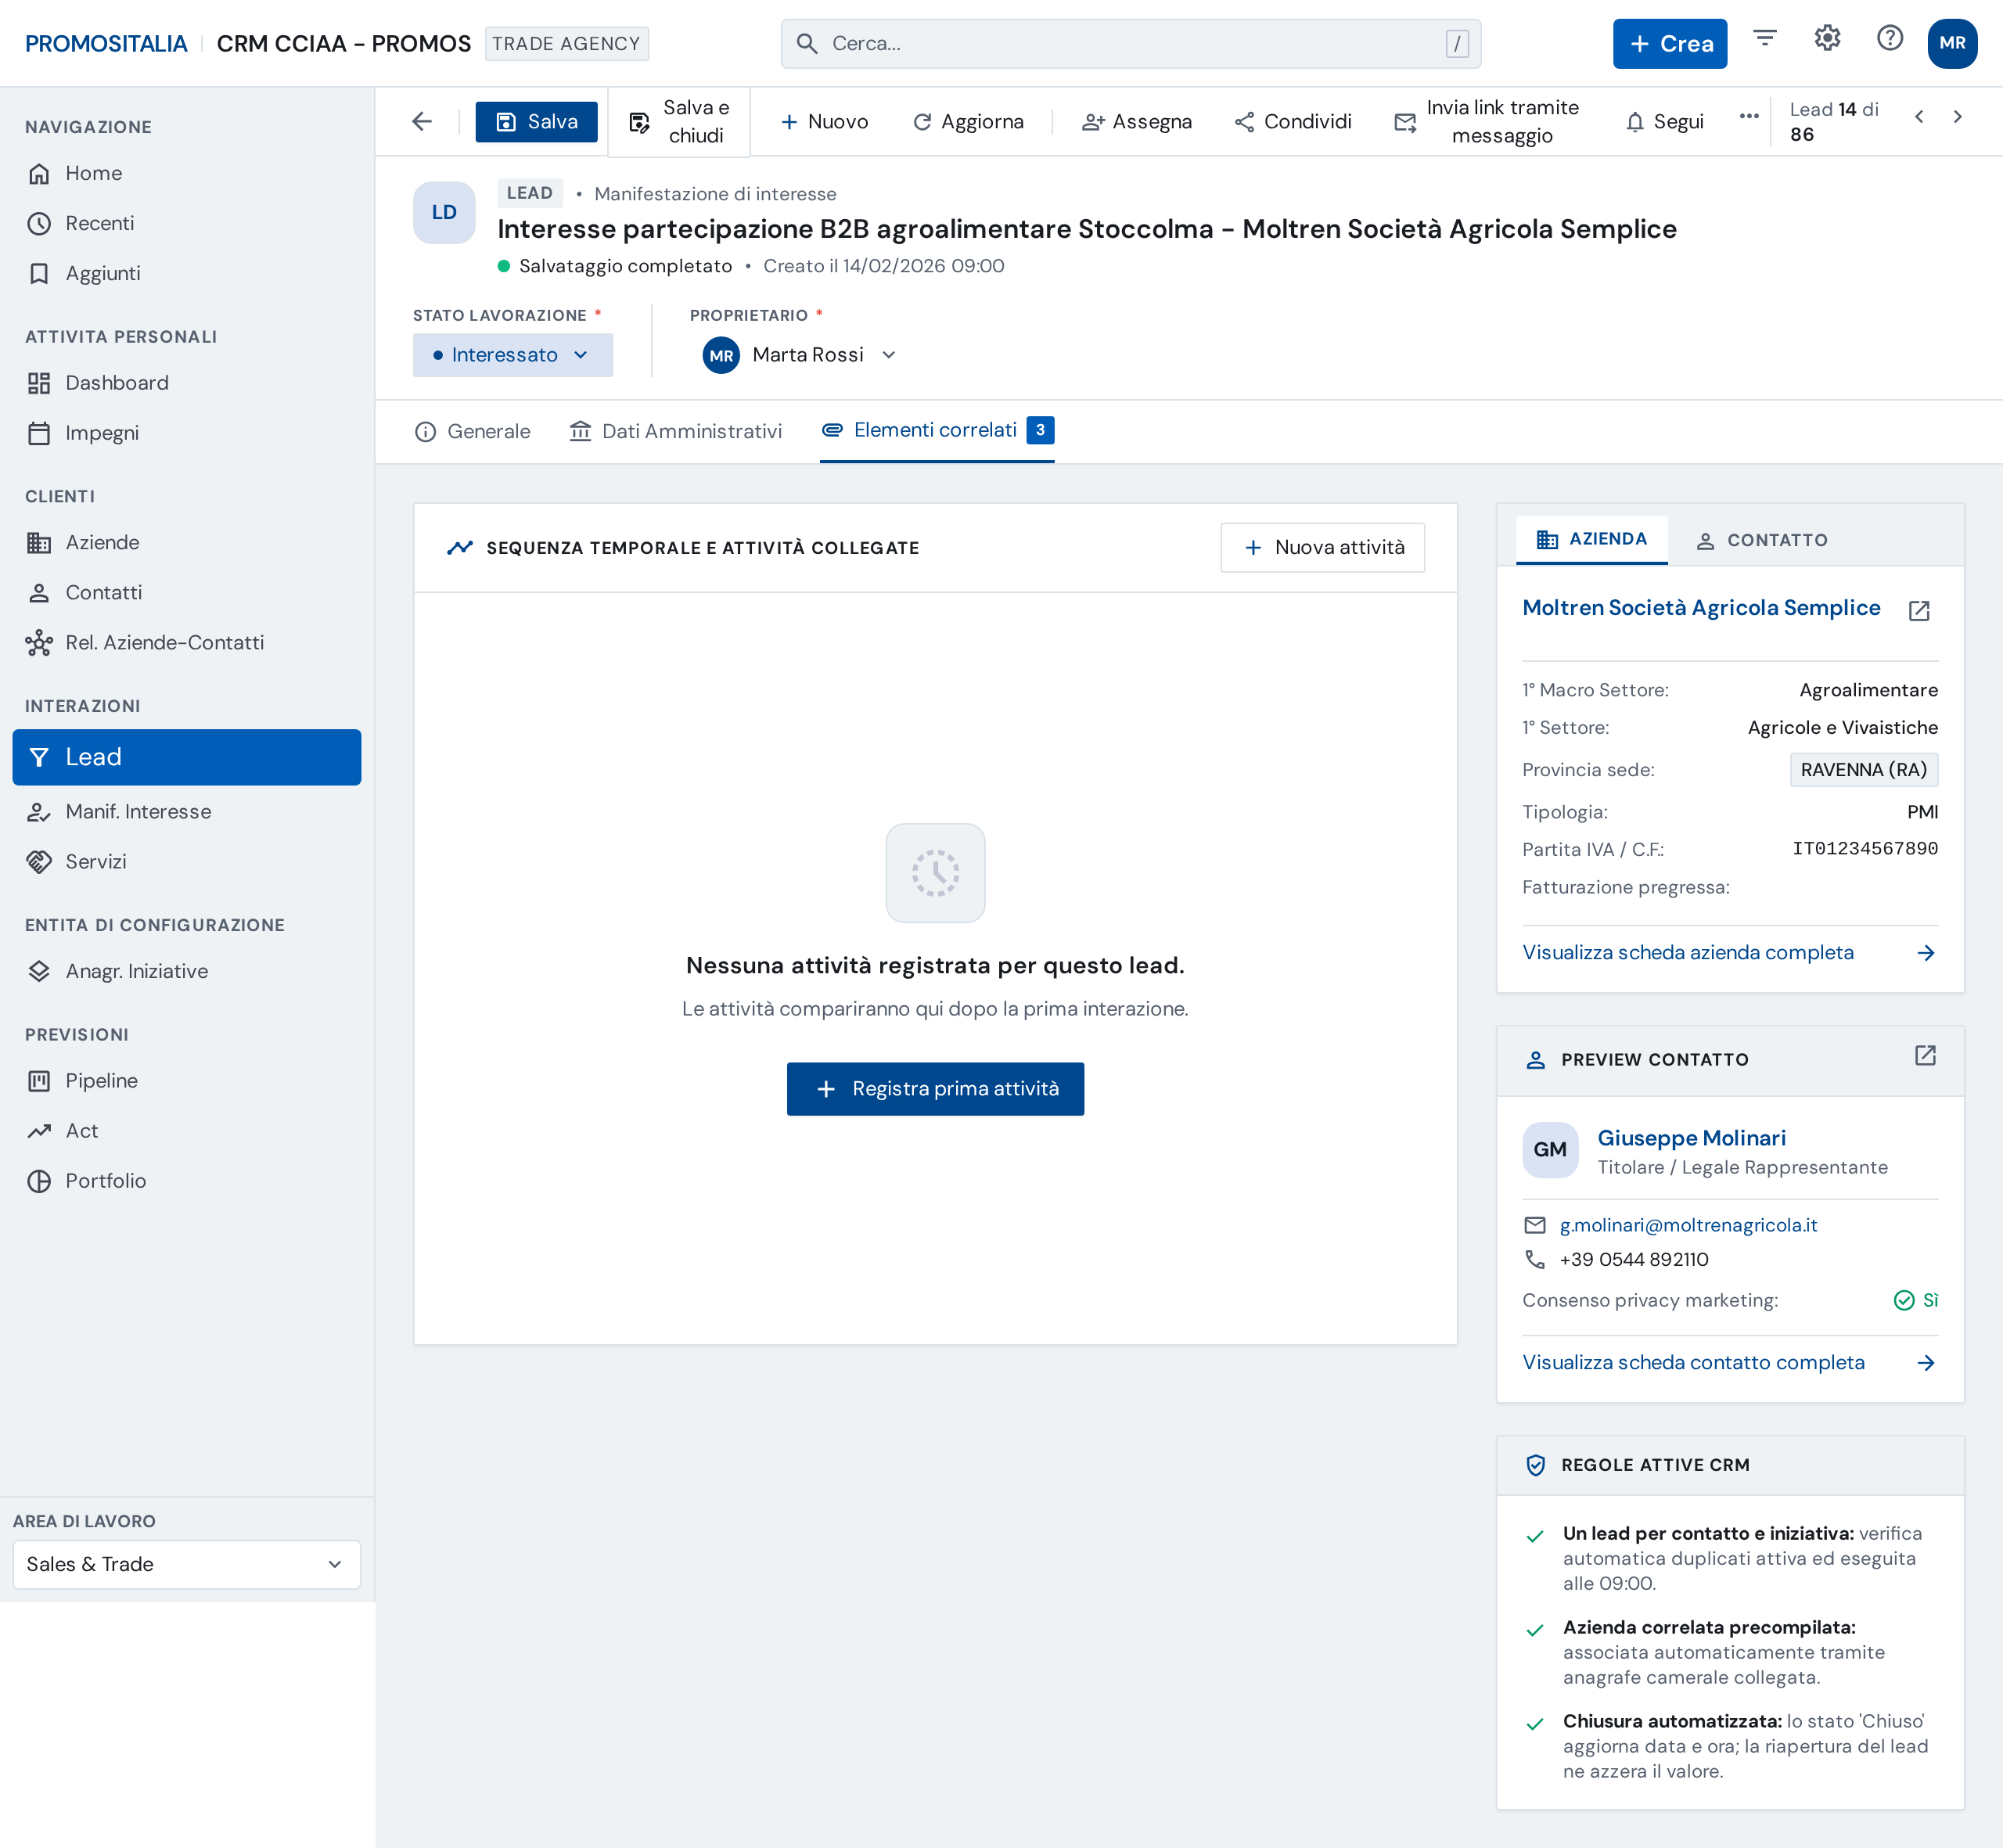 PROMOSITALIA
CRM CCIAA - PROMOS
TRADE AGENCY
Cerca...
/
Crea
MR
NAVIGAZIONE
Home
Recenti
Aggiunti
ATTIVITA PERSONALI
Dashboard
Impegni
CLIENTI
Aziende
Contatti
Rel. Aziende-Contatti
INTERAZIONI
Lead
Manif. Interesse
Servizi
ENTITA DI CONFIGURAZIONE
Anagr. Iniziative
PREVISIONI
Pipeline
Act
Portfolio
AREA DI LAVORO
Sales & Trade
Salva
Salva e
chiudi
Nuovo
Aggiorna
Assegna
Condividi
Invia link tramite
messaggio
Segui
Lead 14 di
86
LD
LEAD • Manifestazione di interesse
Interesse partecipazione B2B agroalimentare Stoccolma - Moltren Società Agricola Semplice
Salvataggio completato • Creato il 14/02/2026 09:00
STATO LAVORAZIONE *
Interessato
PROPRIETARIO *
MR Marta Rossi
Generale
Dati Amministrativi
Elementi correlati 3
SEQUENZA TEMPORALE E ATTIVITÀ COLLEGATE
Nuova attività
Nessuna attività registrata per questo lead.
Le attività compariranno qui dopo la prima interazione.
Registra prima attività
AZIENDA
CONTATTO
Moltren Società Agricola Semplice
1° Macro Settore: Agroalimentare
1° Settore: Agricole e Vivaistiche
Provincia sede: RAVENNA (RA)
Tipologia: PMI
Partita IVA / C.F.: IT01234567890
Fatturazione pregressa:
Visualizza scheda azienda completa
PREVIEW CONTATTO
GM
Giuseppe Molinari
Titolare / Legale Rappresentante
g.molinari@moltrenagricola.it
+39 0544 892110
Consenso privacy marketing: Sì
Visualizza scheda contatto completa
REGOLE ATTIVE CRM
Un lead per contatto e iniziativa: verifica
automatica duplicati attiva ed eseguita
alle 09:00.
Azienda correlata precompilata:
associata automaticamente tramite
anagrafe camerale collegata.
Chiusura automatizzata: lo stato 'Chiuso'
aggiorna data e ora; la riapertura del lead
ne azzera il valore.